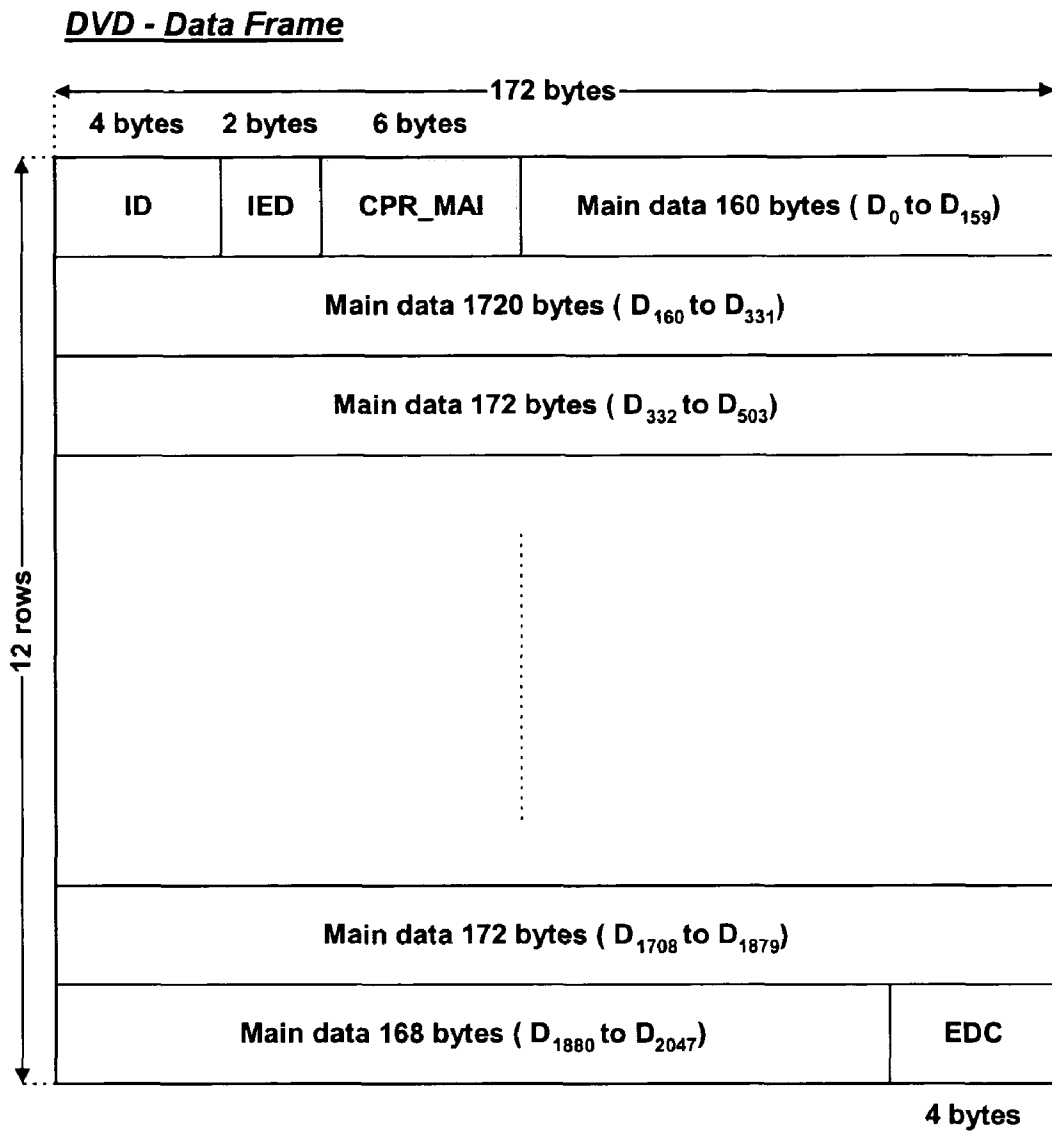 DVD - Data Frame
172 bytes
4 bytes 2 bytes 6 bytes
ID IED CPR_MAI Main data 160 bytes ( D0 to D159)
Main data 1720 bytes ( D160 to D331)
Main data 172 bytes ( D332 to D503)
12 rows
Main data 172 bytes ( D1708 to D1879)
Main data 168 bytes ( D1880 to D2047) EDC
4 bytes